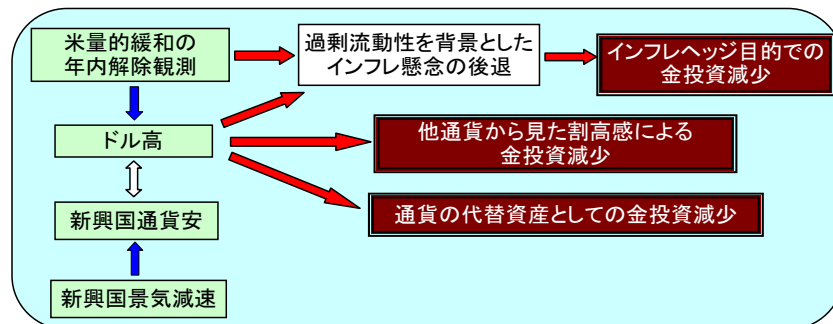 米量的緩和の
年内解除観測
過剰流動性を背景とした
インフレ懸念の後退
インフレヘッジ目的での
金投資減少
ドル高
他通貨から見た割高感による
金投資減少
新興国通貨安
通貨の代替資産としての金投資減少
新興国景気減速